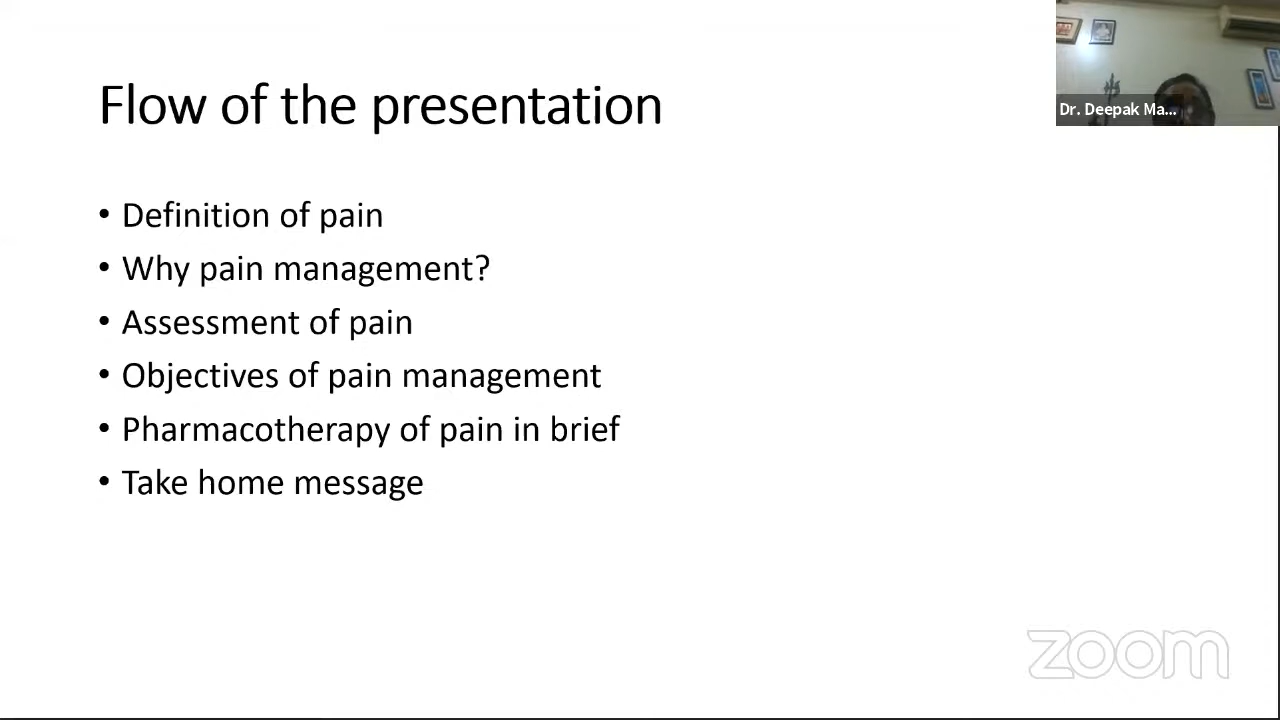 Flow of the presentation
Dr. Deepak Ma...
• Definition of pain
• Why pain management?
• Assessment of pain
• Objectives of pain management
• Pharmacotherapy of pain in brief
• Take home message
zoom